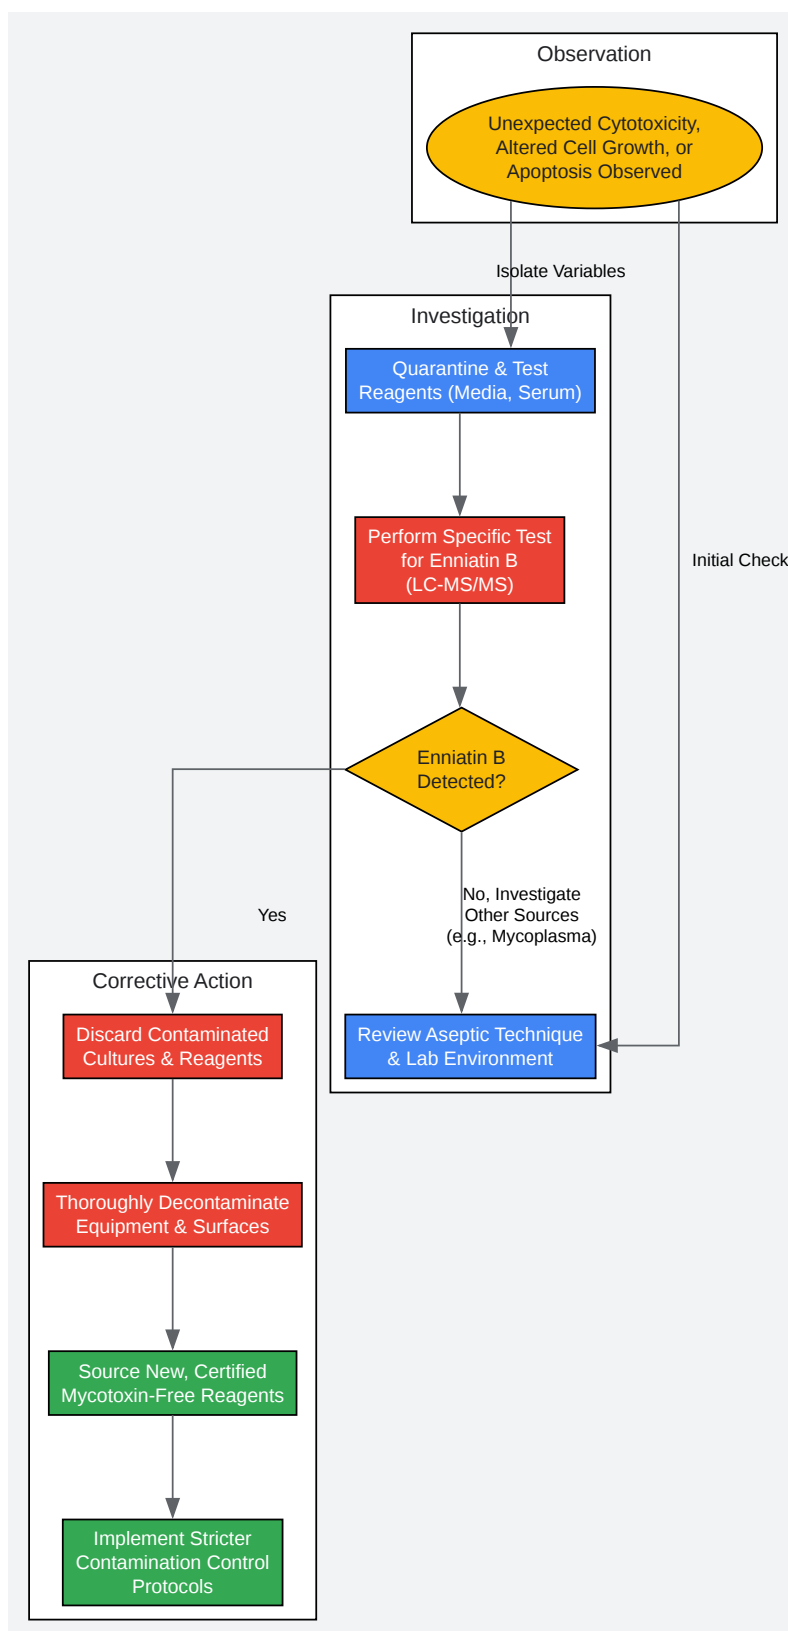 Observation
Unexpected Cytotoxicity,
Altered Cell Growth, or
Apoptosis Observed
Isolate Variables
Investigation
Quarantine & Test
Reagents (Media, Serum)
Perform Specific Test
for Enniatin B
(LC-MS/MS)
Initial Check
Enniatin B
Detected?
No, Investigate
Other Sources
(e.g., Mycoplasma)
Yes
Corrective Action
Discard Contaminated
Cultures & Reagents
Review Aseptic Technique
& Lab Environment
Thoroughly Decontaminate
Equipment & Surfaces
Source New, Certified
Mycotoxin-Free Reagents
Implement Stricter
Contamination Control
Protocols